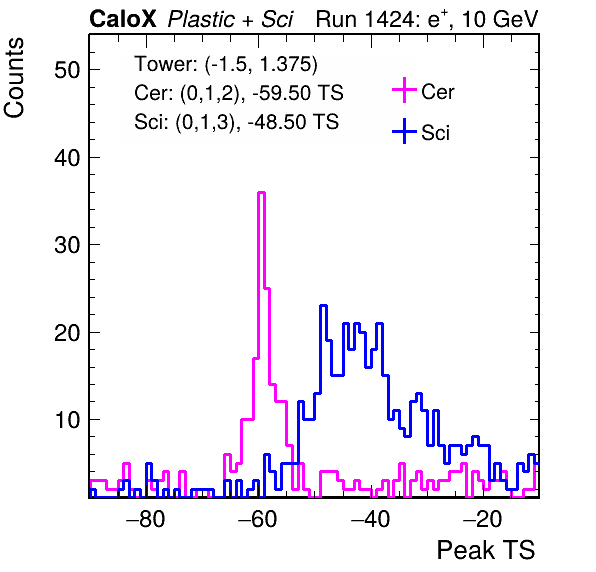 CaloX Plastic + Sci Run 1424: e+, 10 GeV
Counts
Tower: (-1.5, 1.375)
Cer: (0,1,2), -59.50 TS
Sci: (0,1,3), -48.50 TS
Cer
Sci
50
40
30
20
10
−80 −60 −40 −20
Peak TS